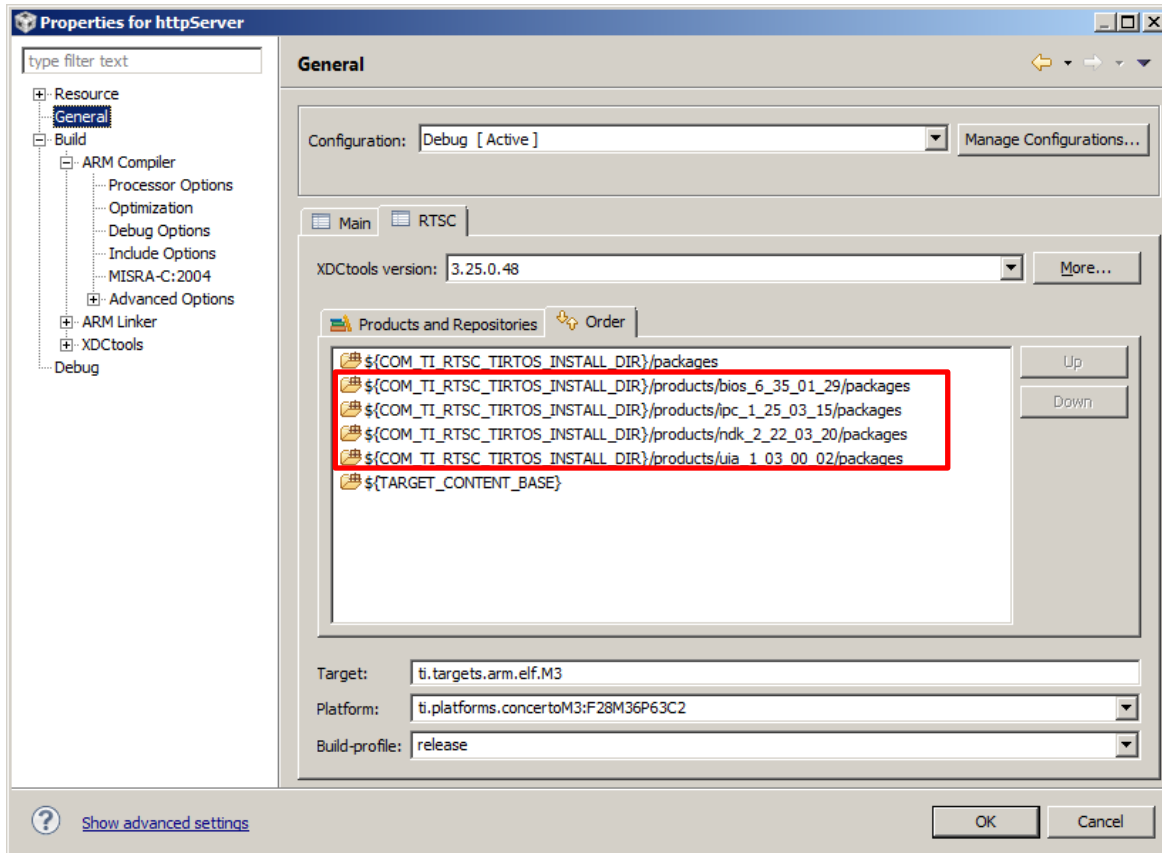 Properties for httpServer
type filter text
Resource
General
Build
ARM Compiler
Processor Options
Optimization
Debug Options
Include Options
MISRA-C:2004
Advanced Options
ARM Linker
XDCtools
Debug
General
Configuration: Debug [ Active ] Manage Configurations...
Main RTSC
XDCtools version: 3.25.0.48 More...
Products and Repositories Order
${COM_TI_RTSC_TIRTOS_INSTALL_DIR}/packages
${COM_TI_RTSC_TIRTOS_INSTALL_DIR}/products/bios_6_35_01_29/packages
${COM_TI_RTSC_TIRTOS_INSTALL_DIR}/products/ipc_1_25_03_15/packages
${COM_TI_RTSC_TIRTOS_INSTALL_DIR}/products/ndk_2_22_03_20/packages
${COM_TI_RTSC_TIRTOS_INSTALL_DIR}/products/uia_1_03_00_02/packages
${TARGET_CONTENT_BASE}
Up
Down
Target: ti.targets.arm.elf.M3
Platform: ti.platforms.concertoM3:F28M36P63C2
Build-profile: release
Show advanced settings
OK Cancel